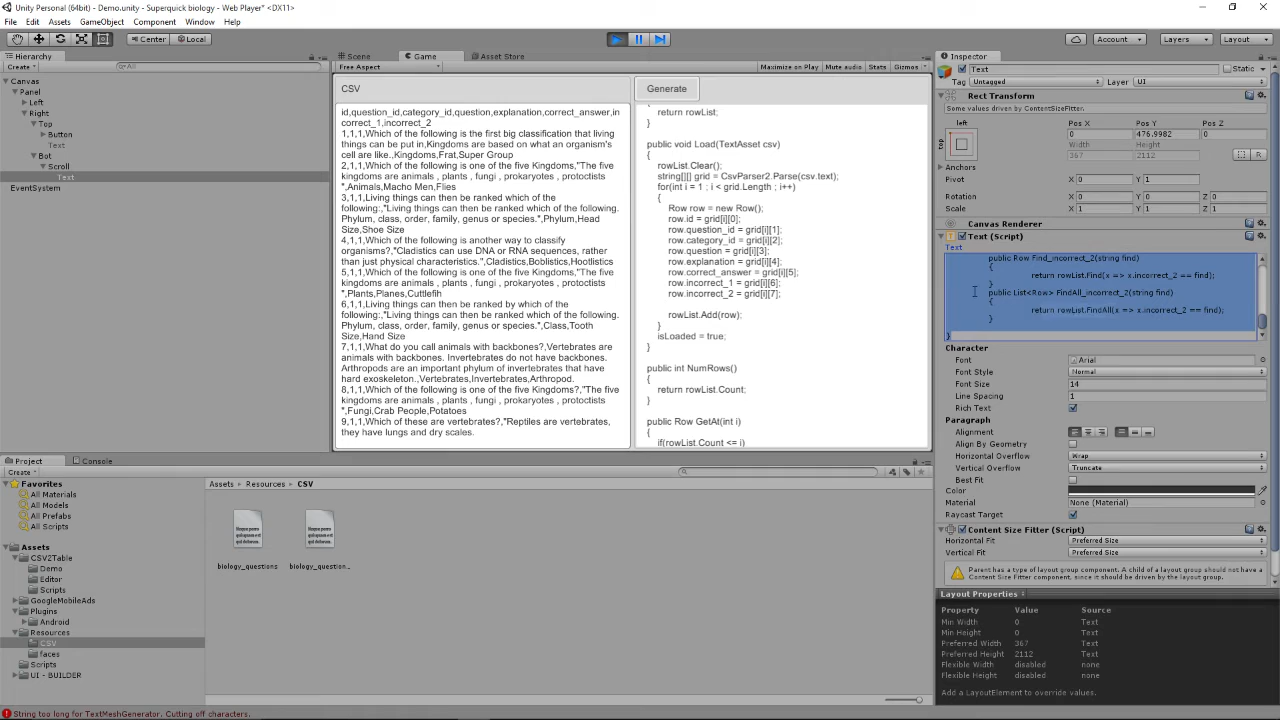 Unity Personal (64bit) - Demo.unity - Superquick biology - Web Player* <DX11>
File Edit Assets GameObject Component Window Help
Center Local Account Layers Layout
Hierarchy
Create All
Canvas
Panel
Left
Right
Top
Button
Text
Bot
Scroll
Text
EventSystem
Scene Game Asset Store
Free Aspect Maximize on Play Mute audio Stats Gizmos
CSV
id,question_id,category_id,question,explanation,correct_answer,in
correct_1,incorrect_2
1,1,1,Which of the following is the first big classification that living
things can be put in,Kingdoms are based on what an organism's
cell are like.,Kingdoms,Frat,Super Group
2,1,1,Which of the following is one of the five Kingdoms,"The five
kingdoms are animals , plants , fungi , prokaryotes , protoctists
",Animals,Macho Men,Flies
3,1,1,Living things can then be ranked which of the
following:,"Living things can then be ranked by the following.
Phylum, class, order, family, genus or species.",Phylum,Head
Size,Shoe Size
4,1,1,Which of the following is another way to classify
organisms?,"Cladistics can use DNA or RNA sequences, rather
than just physical characteristics.",Cladistics,Bobistics,Hootlistics
5,1,1,Which of the following is one of the five Kingdoms,"The five
kingdoms are animals , plants , fungi , prokaryotes , protoctists
",Plants,Planes,Cuttlefih
6,1,1,Living things can then be ranked by which of the
following:,"Living things can then be ranked by the following.
Phylum, class, order, family, genus or species.",Class,Tooth
Size,Hand Size
7,1,1,What do you call animals with backbones?,Vertebrates are
animals with backbones. Invertebrates do not have backbones.
Arthropods are an important phylum of invertebrates that have
hard exoskeleton.,Vertebrates,Invertebrates,Arthropod.
8,1,1,Which of the following is one of the five Kingdoms?,"The five
kingdoms are animals , plants , fungi , prokaryotes , protoctists
",Fungi,Crab People,Potatoes
9,1,1,Which of these are vertebrates?,"Reptiles are vertebrates,
they have lungs and dry scales.
Generate
return rowList;
}
public void Load(TextAsset csv)
{
rowList.Clear();
string[][] grid = CsvParser2.Parse(csv.text);
for(int i = 1 ; i < grid.Length ; i++)
{
Row row = new Row();
row.id = grid[i][0];
row.question_id = grid[i][1];
row.category_id = grid[i][2];
row.question = grid[i][3];
row.explanation = grid[i][4];
row.correct_answer = grid[i][5];
row.incorrect_1 = grid[i][6];
row.incorrect_2 = grid[i][7];
rowList.Add(row);
}
isLoaded = true;
}
public int NumRows()
{
return rowList.Count;
}
public Row GetAt(int i)
{
if(rowList.Count <= i)
Inspector
Text Static
Tag Untagged Layer UI
Rect Transform
Some values driven by ContentSizeFitter.
left Pos X Pos Y Pos Z
top 0 476.9982 0
Width Height
367 2112 R
Anchors
Pivot X 0 Y 1
Rotation X 0 Y 0 Z 0
Scale X 1 Y 1 Z 1
Canvas Renderer
Text (Script)
Text
public Row Find_incorrect_2(string find)
{
return rowList.Find(x => x.incorrect_2 == find);
}
public List<Row> FindAll_incorrect_2(string find)
{
return rowList.FindAll(x => x.incorrect_2 == find);
}
}
Character
Font Arial
Font Style Normal
Font Size 14
Line Spacing 1
Rich Text
Paragraph
Alignment
Align By Geometry
Horizontal Overflow Wrap
Vertical Overflow Truncate
Best Fit
Color
Material None (Material)
Raycast Target
Content Size Fitter (Script)
Horizontal Fit Preferred Size
Vertical Fit Preferred Size
Parent has a type of layout group component. A child of a layout group should not have a
Content Size Fitter component, since it should be driven by the layout group.
Layout Properties
Property Value Source
Min Width 0 Text
Min Height 0 Text
Preferred Width 367 Text
Preferred Height 2112 Text
Flexible Width disabled none
Flexible Height disabled none
Add a LayoutElement to override values.
Project Console
Create
Favorites
All Materials
All Models
All Prefabs
All Scripts
Assets
CSV2Table
Demo
Editor
Scripts
GoogleMobileAds
Plugins
Android
Resources
CSV
faces
Scripts
UI - BUILDER
Assets Resources CSV
biology_questions biology_question...
String too long for TextMeshGenerator. Cutting off characters.